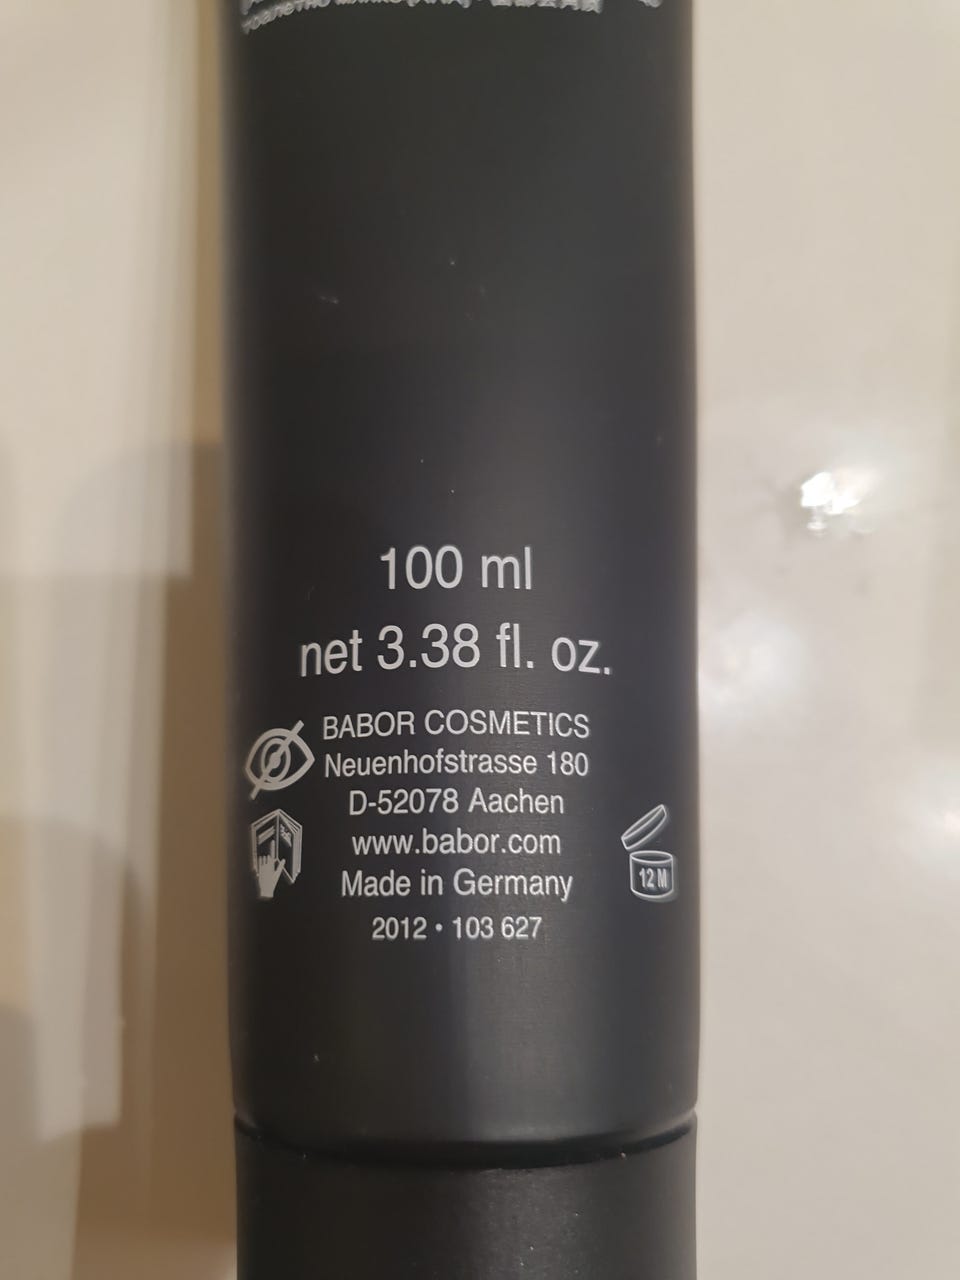 100 ml
net 3.38 fl. oz.
BABOR COSMETICS
Neuenhofstrasse 180
D-52078 Aachen
www.babor.com
Made in Germany
2012 • 103 627
12 M